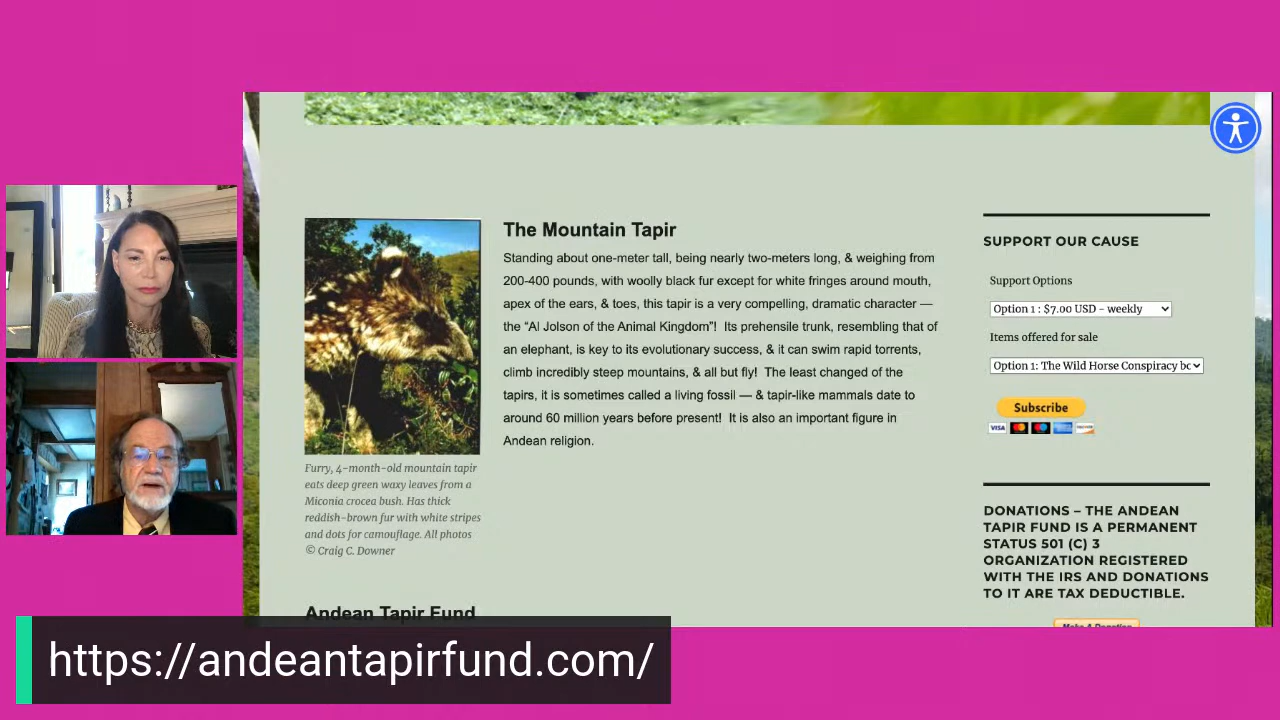 The Mountain Tapir
Standing about one-meter tall, being nearly two-meters long, & weighing from
200-400 pounds, with woolly black fur except for white fringes around mouth,
apex of the ears, & toes, this tapir is a very compelling, dramatic character —
the “Al Jolson of the Animal Kingdom”!  Its prehensile trunk, resembling that of
an elephant, is key to its evolutionary success, & it can swim rapid torrents,
climb incredibly steep mountains, & all but fly!  The least changed of the
tapirs, it is sometimes called a living fossil — & tapir-like mammals date to
around 60 million years before present!  It is also an important figure in
Andean religion.
Furry, 4-month-old mountain tapir
eats deep green waxy leaves from a
Miconia crocea bush. Has thick
reddish-brown fur with white stripes
and dots for camouflage. All photos
© Craig C. Downer
Andean Tapir Fund
SUPPORT OUR CAUSE
Support Options
Option 1 : $7.00 USD - weekly
Items offered for sale
Option 1: The Wild Horse Conspiracy bc
Subscribe
VISA
DONATIONS – THE ANDEAN
TAPIR FUND IS A PERMANENT
STATUS 501 (C) 3
ORGANIZATION REGISTERED
WITH THE IRS AND DONATIONS
TO IT ARE TAX DEDUCTIBLE.
Make A Donation
https://andeantapirfund.com/